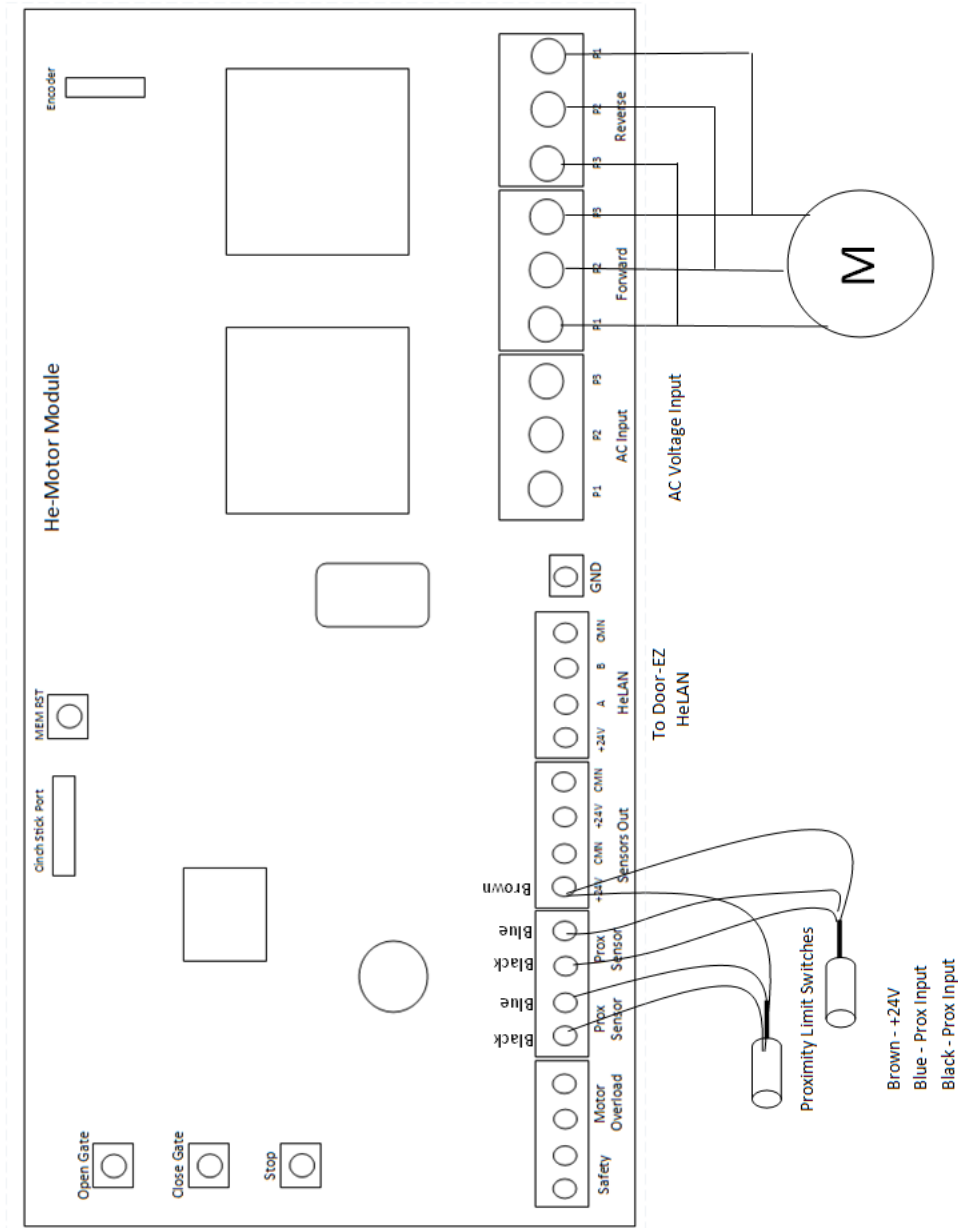 He-Motor Module
Open Gate
Close Gate
Stop
Cinch Stick Port
MEM RST
Encoder
Black
Blue
Black
Blue
Brown
+24V CMN +24V CMN
+24V A B CMN
P1 P2 P3
P1 P2 P3
P3 P2 P1
Safety
Motor
Overload
Prox
Sensor
Prox
Sensor
Sensors Out
HeLAN
GND
AC Input
Forward
Reverse
To Door-EZ
HeLAN
AC Voltage Input
M
Proximity Limit Switches
Brown - +24V
Blue - Prox Input
Black - Prox Input